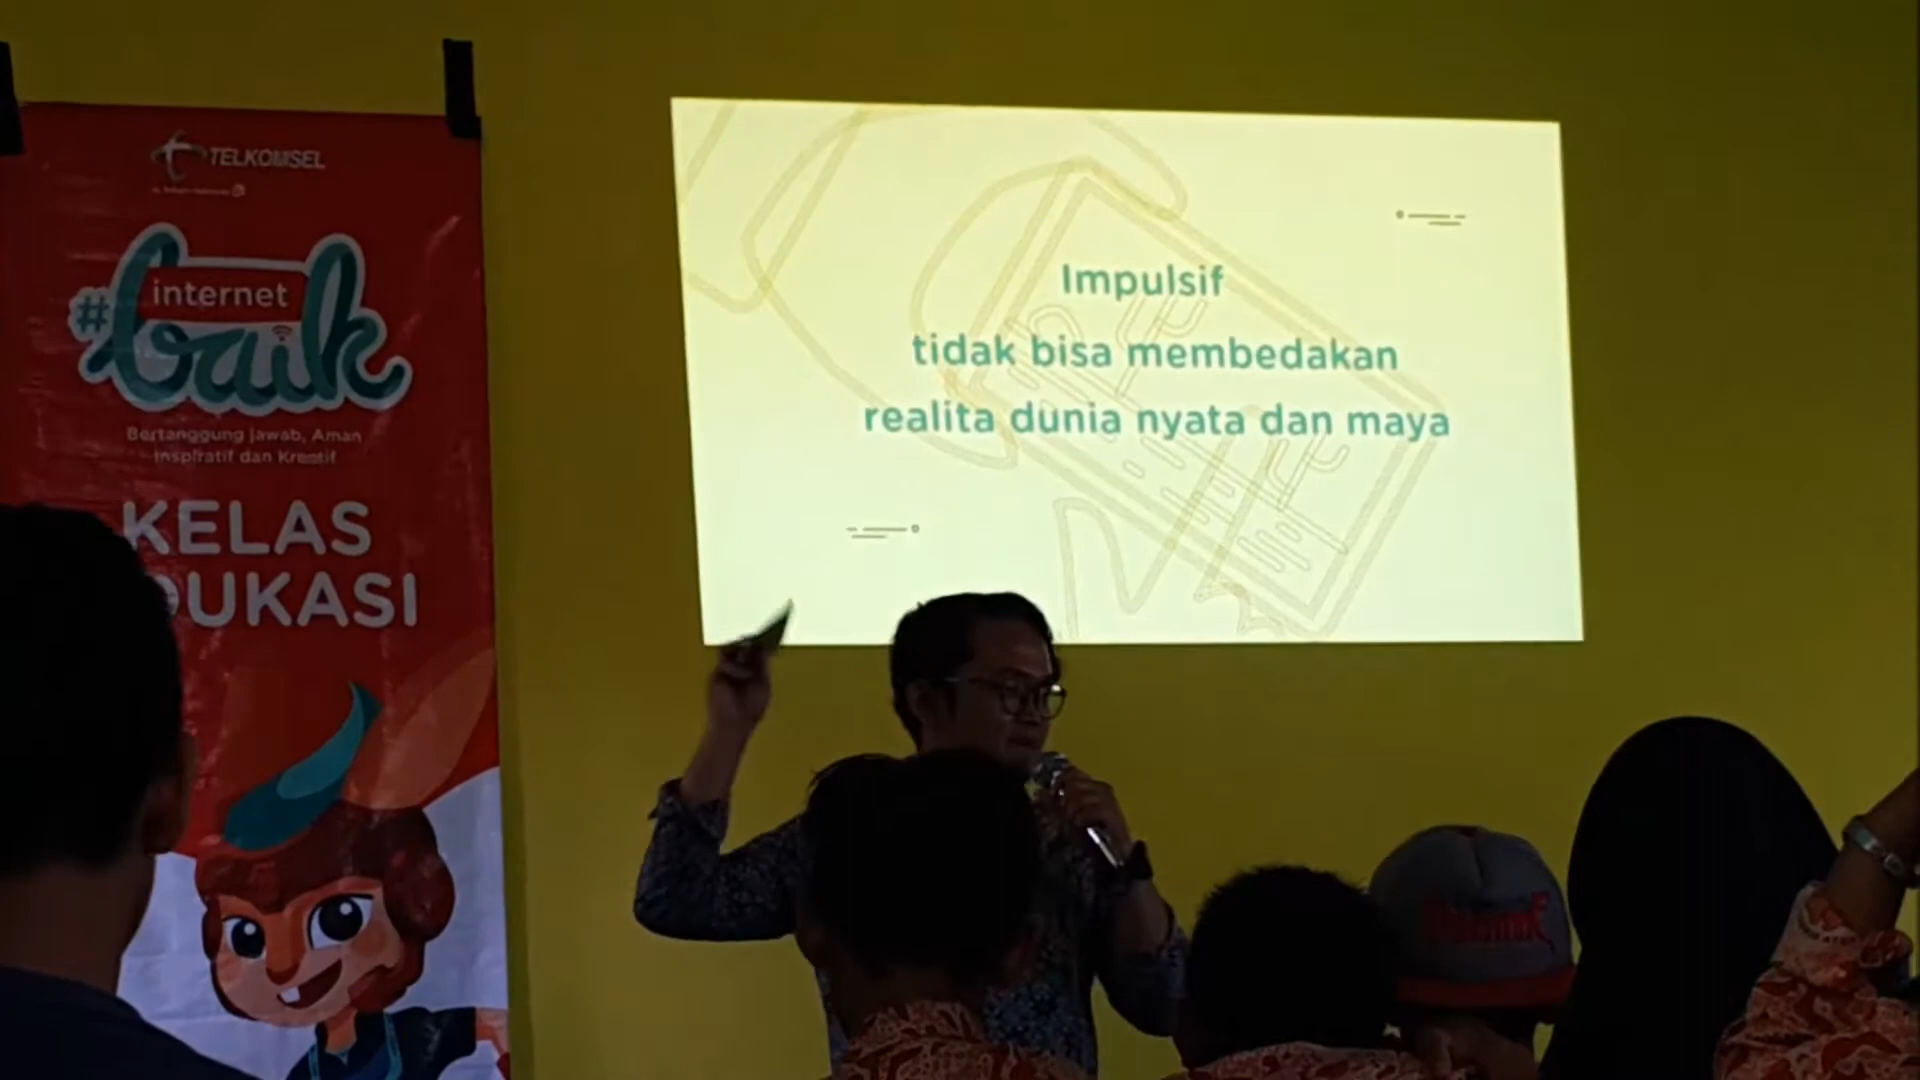 TELKOMSEL
#internet
baik
Bertanggung jawab, Aman
Inspiratif dan Kreatif
KELAS
DUKASI
Impulsif
tidak bisa membedakan
realita dunia nyata dan maya